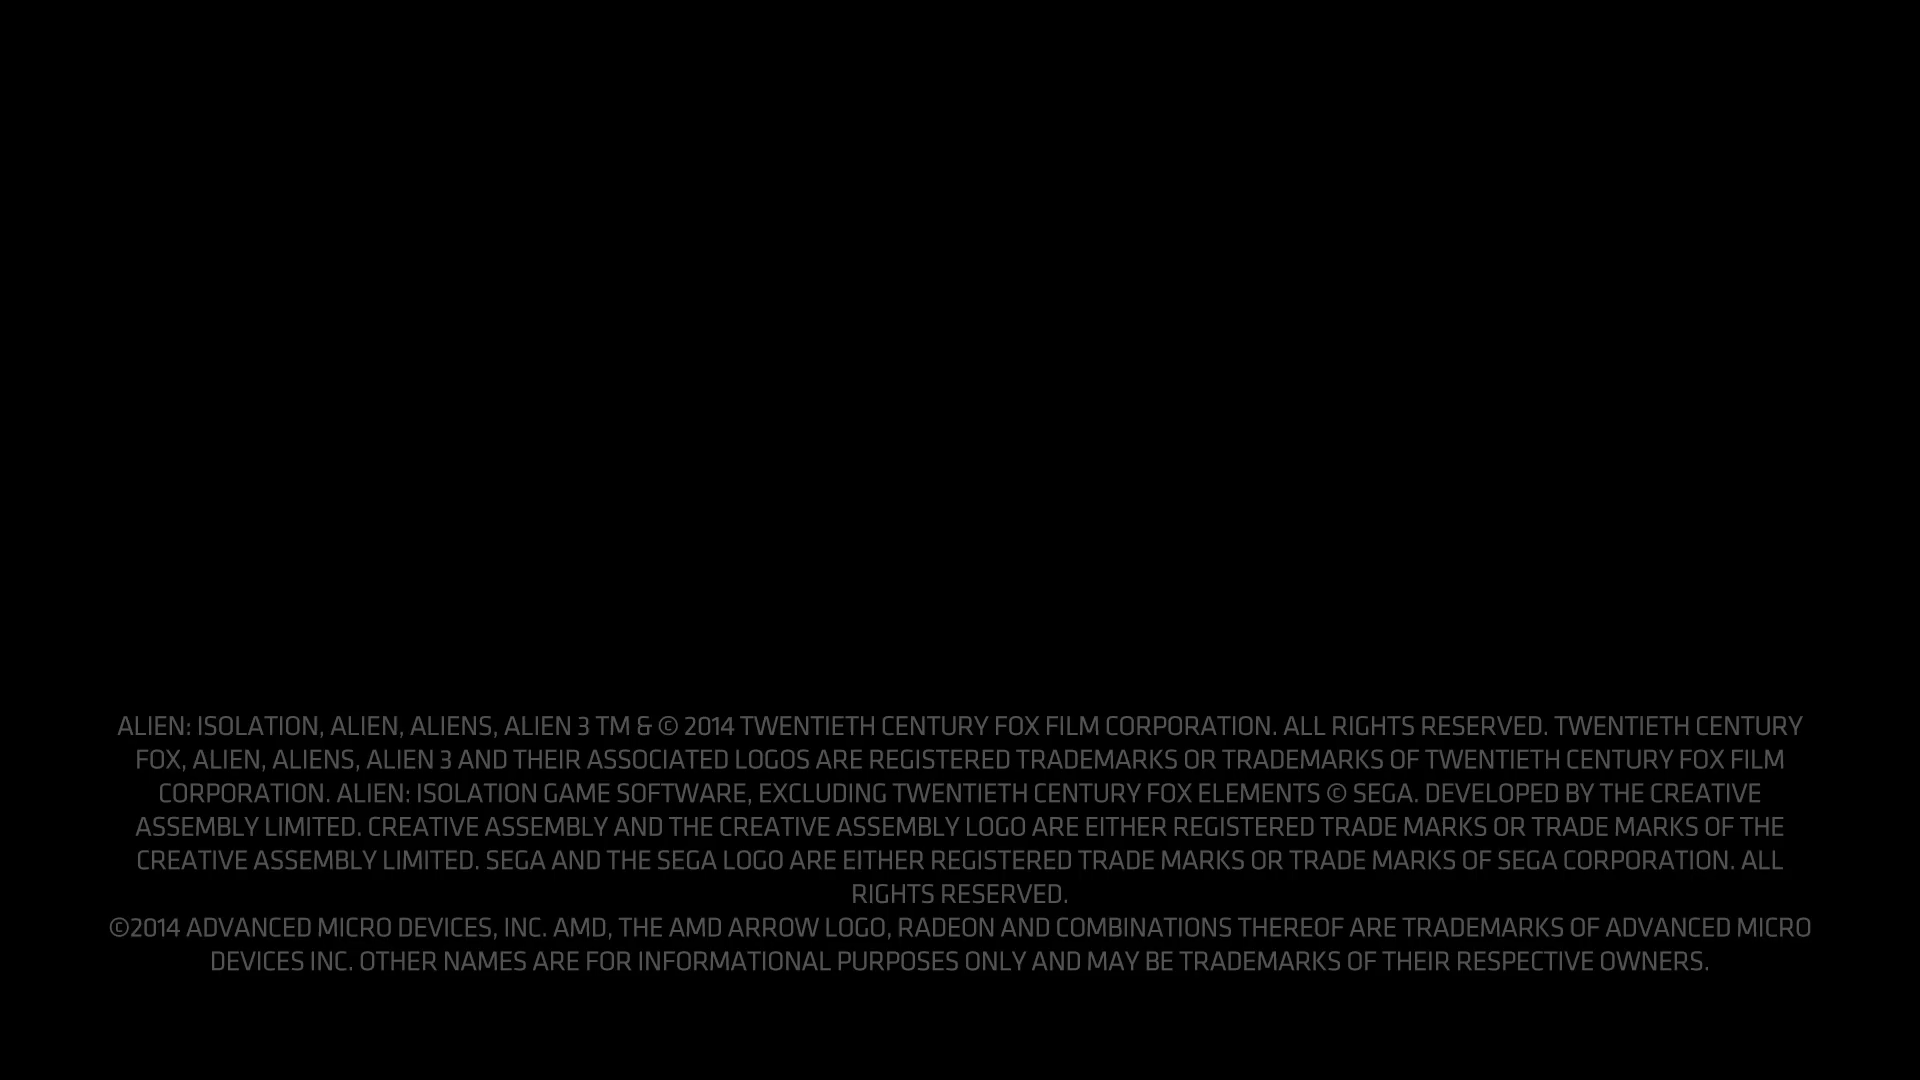 ALIEN: ISOLATION, ALIEN, ALIENS, ALIEN 3 TM & © 2014 TWENTIETH CENTURY FOX FILM CORPORATION. ALL RIGHTS RESERVED. TWENTIETH CENTURY
FOX, ALIEN, ALIENS, ALIEN 3 AND THEIR ASSOCIATED LOGOS ARE REGISTERED TRADEMARKS OR TRADEMARKS OF TWENTIETH CENTURY FOX FILM
CORPORATION. ALIEN: ISOLATION GAME SOFTWARE, EXCLUDING TWENTIETH CENTURY FOX ELEMENTS © SEGA. DEVELOPED BY THE CREATIVE
ASSEMBLY LIMITED. CREATIVE ASSEMBLY AND THE CREATIVE ASSEMBLY LOGO ARE EITHER REGISTERED TRADE MARKS OR TRADE MARKS OF THE
CREATIVE ASSEMBLY LIMITED. SEGA AND THE SEGA LOGO ARE EITHER REGISTERED TRADE MARKS OR TRADE MARKS OF SEGA CORPORATION. ALL
RIGHTS RESERVED.
©2014 ADVANCED MICRO DEVICES, INC. AMD, THE AMD ARROW LOGO, RADEON AND COMBINATIONS THEREOF ARE TRADEMARKS OF ADVANCED MICRO
DEVICES INC. OTHER NAMES ARE FOR INFORMATIONAL PURPOSES ONLY AND MAY BE TRADEMARKS OF THEIR RESPECTIVE OWNERS.